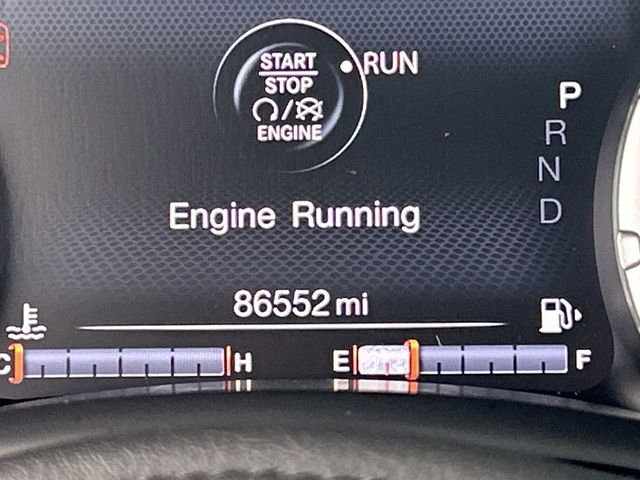 START
STOP
ENGINE
RUN
P
R
N
D
Engine Running
86552 mi
C H E F